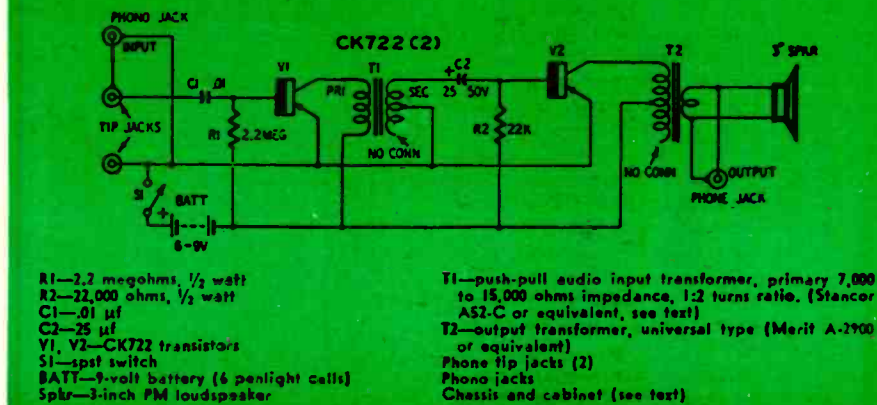 PHONO JACK
INPUT
CK722 (2)
V1
V2
T2
3" SPKR
C1 .01
T1
PRI
SEC
+ C2
25 50V
TIP JACKS
R1
2.2MEG
R2
22K
NO CONN
NO CONN
OUTPUT
PHONE JACK
S1
BATT
+
6-9V
R1—2.2 megohms, 1/2 watt
R2—22,000 ohms, 1/2 watt
C1—.01 µf
C2—25 µf
V1, V2—CK722 transistors
S1—spst switch
BATT—9-volt battery (6 penlight cells)
Spkr—3-inch PM loudspeaker
T1—push-pull audio input transformer, primary 7,000
to 15,000 ohms impedance, 1:2 turns ratio. (Stancor
A52-C or equivalent, see text)
T2—output transformer, universal type (Merit A-2900
or equivalent)
Phone tip jacks (2)
Phono jacks
Chassis and cabinet (see text)